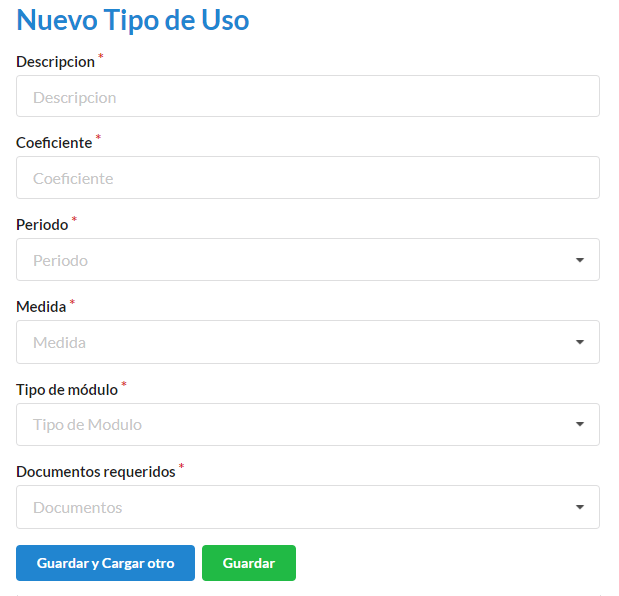 Nuevo Tipo de Uso
Descripcion *
Descripcion
Coeficiente *
Coeficiente
Periodo *
Periodo
Medida *
Medida
Tipo de módulo *
Tipo de Modulo
Documentos requeridos *
Documentos
Guardar y Cargar otro Guardar